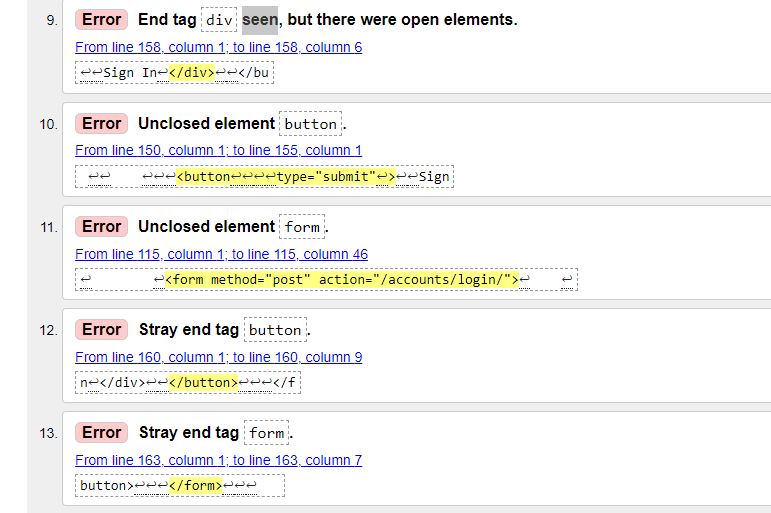 9. Error End tag div seen, but there were open elements.
From line 158, column 1; to line 158, column 6
↩↩Sign In↩</div>↩↩</bu
10. Error Unclosed element button.
From line 150, column 1; to line 155, column 1
↩↩    ↩↩↩<button↩↩↩↩type="submit"↩>↩↩Sign
11. Error Unclosed element form.
From line 115, column 1; to line 115, column 46
↩        ↩<form method="post" action="/accounts/login/">↩    ↩
12. Error Stray end tag button.
From line 160, column 1; to line 160, column 9
n↩</div>↩↩</button>↩↩↩</f
13. Error Stray end tag form.
From line 163, column 1; to line 163, column 7
button>↩↩↩</form>↩↩↩